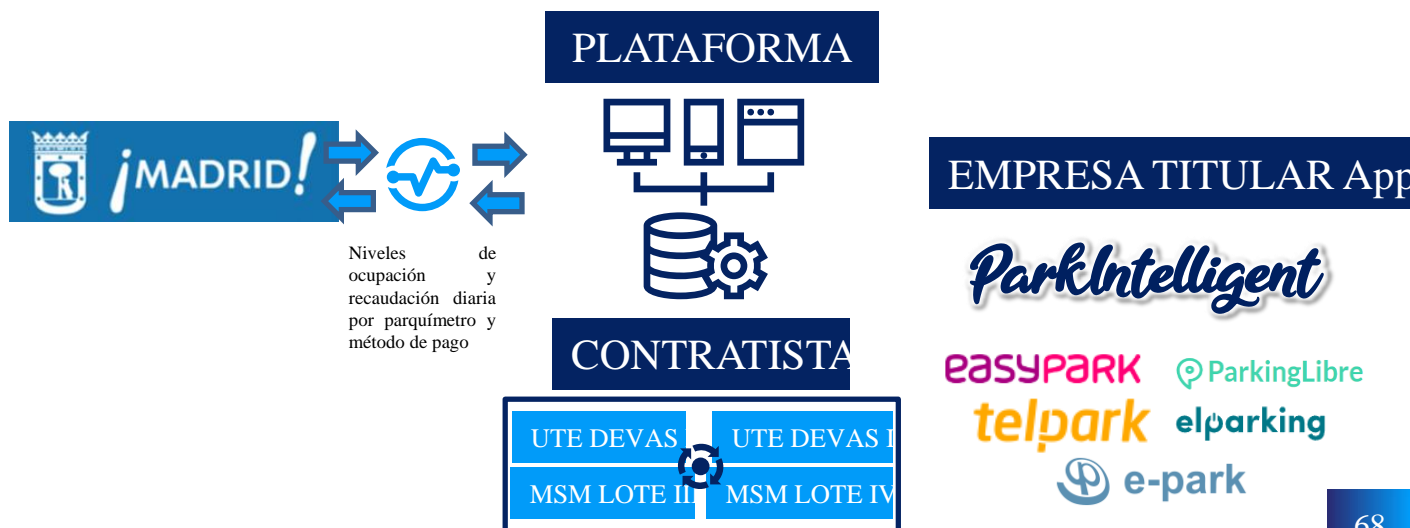 PLATAFORMA
¡MADRID!
Niveles de
ocupación y
recaudación diaria
por parquímetro y
método de pago
CONTRATISTA
UTE DEVAS
UTE DEVAS I
MSM LOTE III
MSM LOTE IV
EMPRESA TITULAR App
ParkIntelligent
easypark
ParkingLibre
telpark
elparking
e-park
68